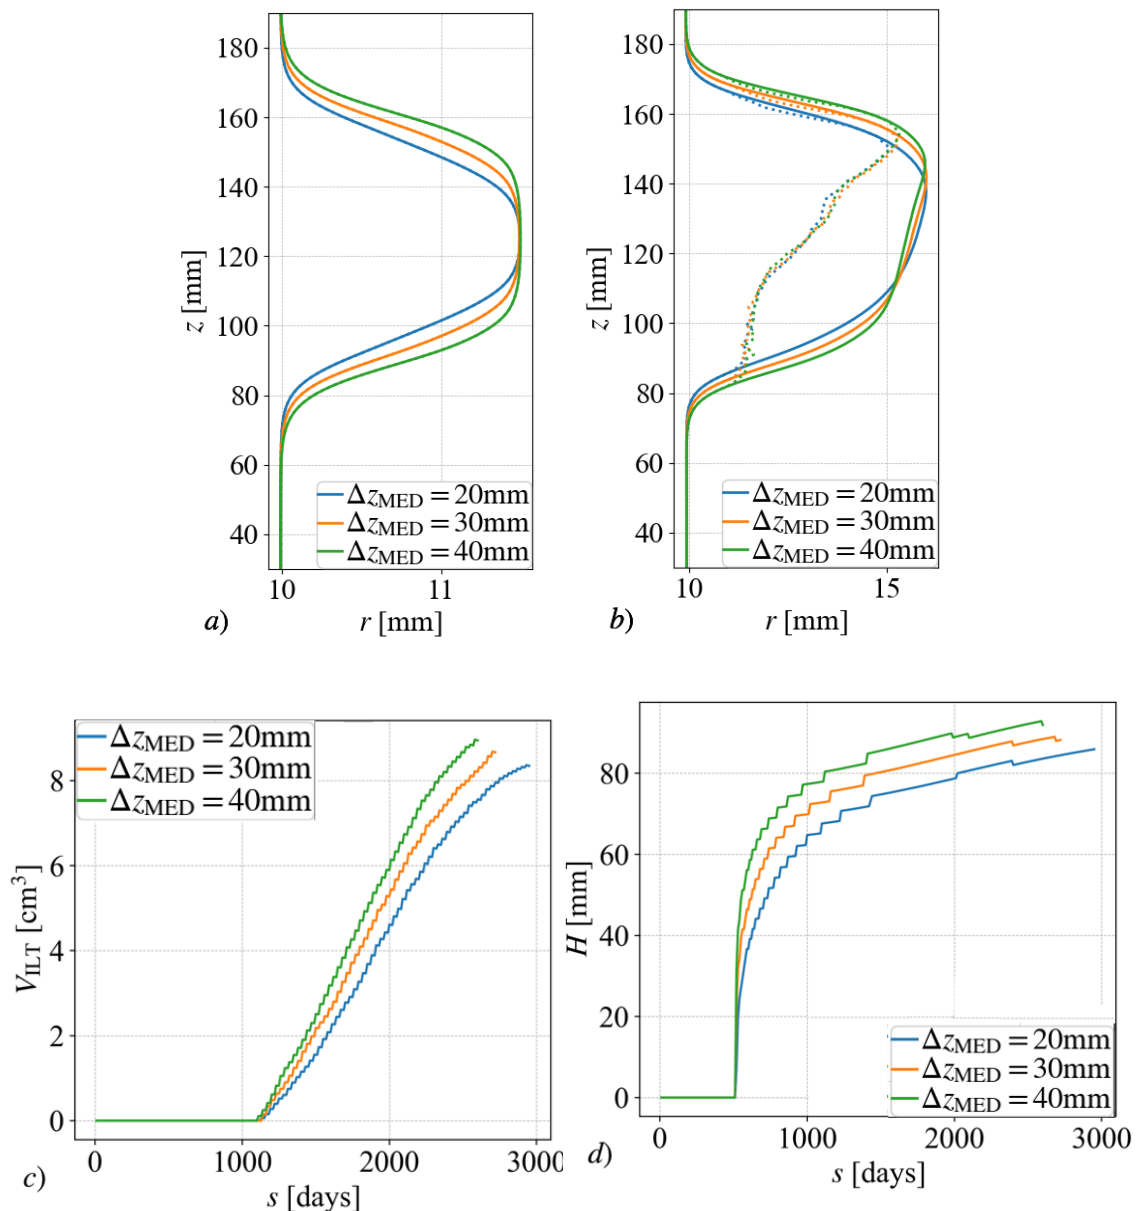 180
160
140
120
100
80
60
40
z [mm]
Δz_MED = 20mm
Δz_MED = 30mm
Δz_MED = 40mm
10 11
a) r [mm]
180
160
140
120
100
80
60
40
z [mm]
Δz_MED = 20mm
Δz_MED = 30mm
Δz_MED = 40mm
10 15
b) r [mm]
Δz_MED = 20mm
Δz_MED = 30mm
Δz_MED = 40mm
8
6
4
2
0
V_ILT [cm³]
0 1000 2000 3000
c) s [days]
80
60
40
20
0
H [mm]
Δz_MED = 20mm
Δz_MED = 30mm
Δz_MED = 40mm
0 1000 2000 3000
d) s [days]